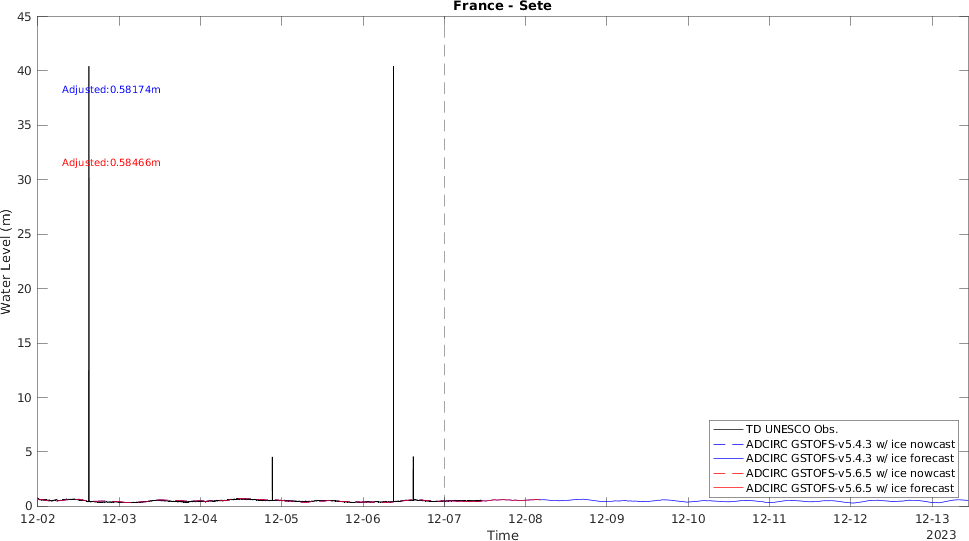 France - Sete
45
40
35
30
25
20
15
10
5
0
Water Level (m)
Adjusted:0.58174m
Adjusted:0.58466m
TD UNESCO Obs.
ADCIRC GSTOFS-v5.4.3 w/ ice nowcast
ADCIRC GSTOFS-v5.4.3 w/ ice forecast
ADCIRC GSTOFS-v5.6.5 w/ ice nowcast
ADCIRC GSTOFS-v5.6.5 w/ ice forecast
12-02 12-03 12-04 12-05 12-06 12-07 12-08 12-09 12-10 12-11 12-12 12-13
2023
Time